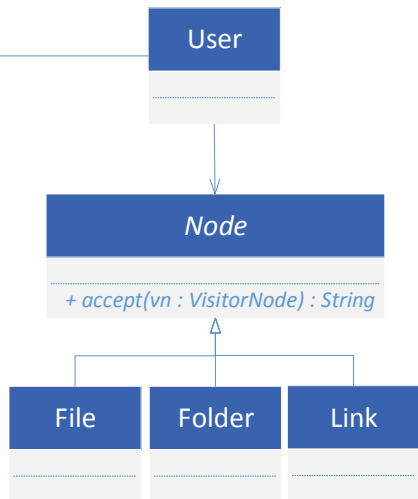 User
Node
+ accept(vn : VisitorNode) : String
File
Folder
Link